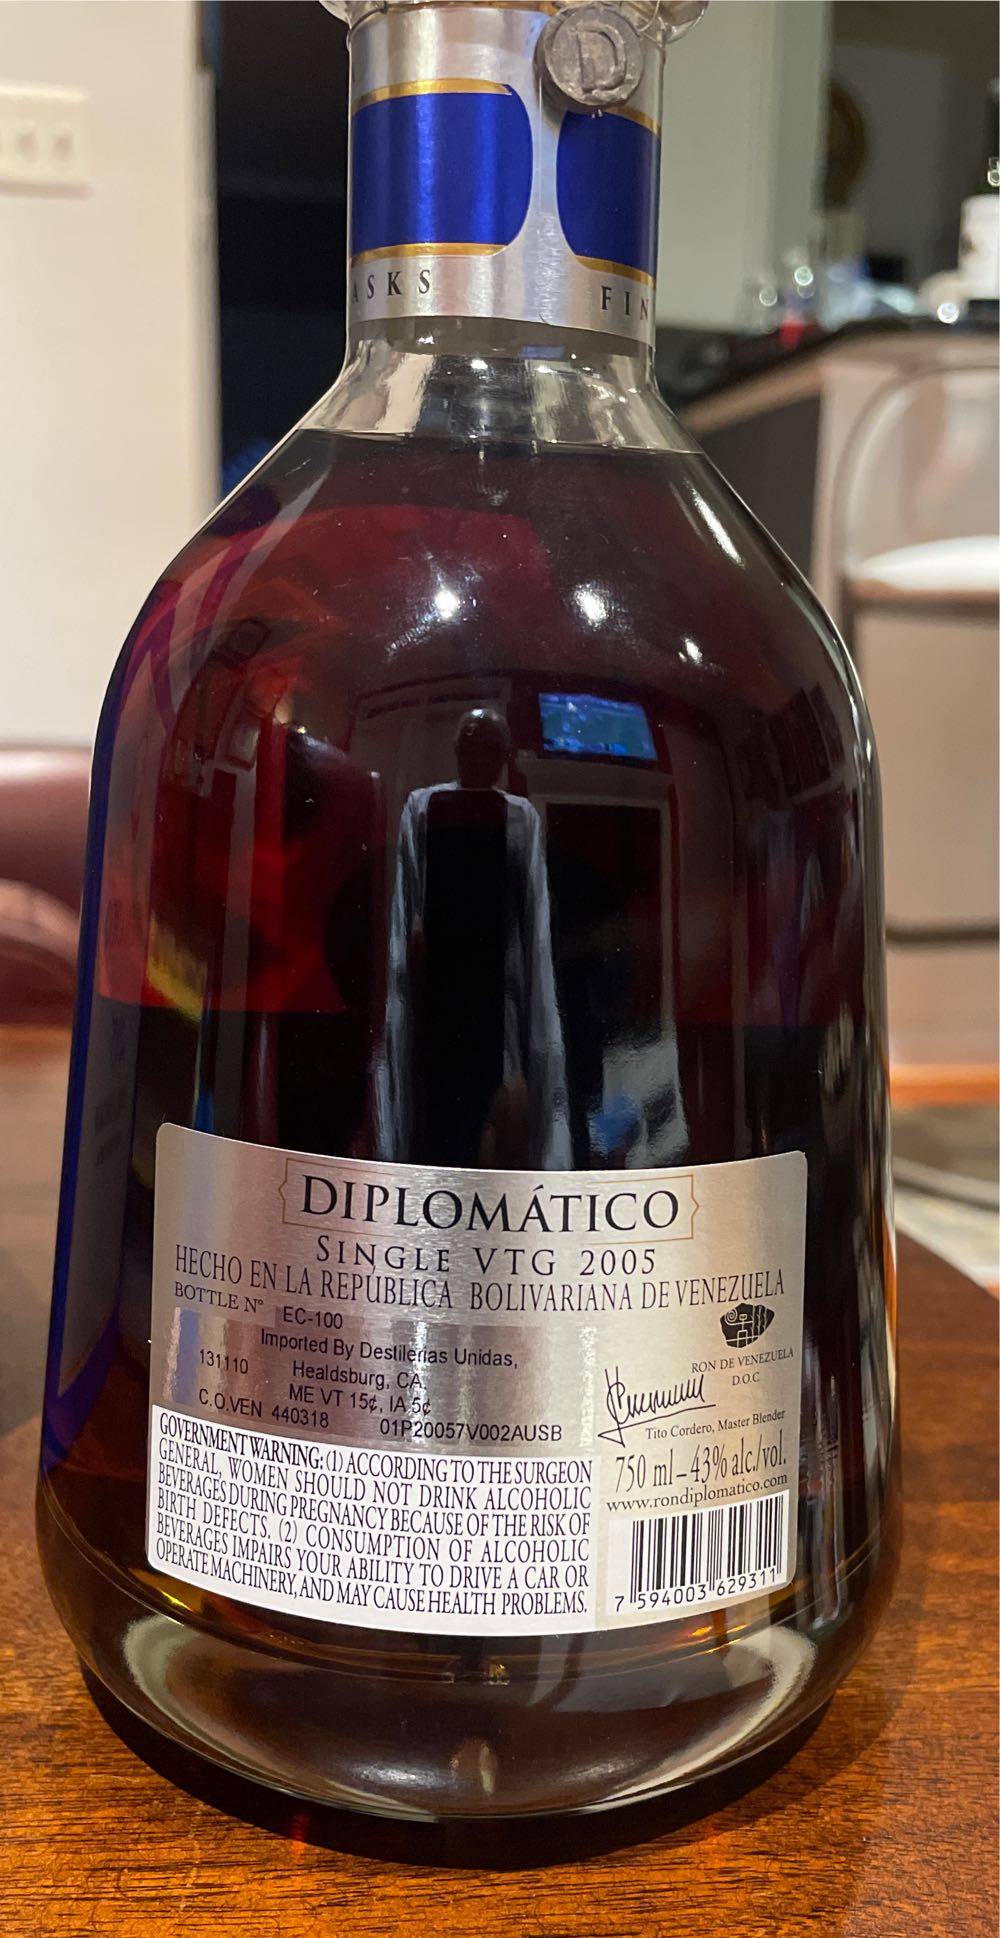 D
ASKS
FIN
DIPLOMÁTICO
SINGLE VTG 2005
HECHO EN LA REPÚBLICA BOLIVARIANA DE VENEZUELA
BOTTLE Nº EC-100
Imported By Destilerias Unidas,
131110 Healdsburg, CA.
ME VT 15¢, IA 5¢
C.O.VEN 440318 01P20057V002AUSB
RON DE VENEZUELA
D.O.C
Tito Cordero, Master Blender
750 ml–43% alc./vol.
www.rondiplomatico.com
GOVERNMENT WARNING: (1) ACCORDING TO THE SURGEON
GENERAL, WOMEN SHOULD NOT DRINK ALCOHOLIC
BEVERAGES DURING PREGNANCY BECAUSE OF THE RISK OF
BIRTH DEFECTS. (2) CONSUMPTION OF ALCOHOLIC
BEVERAGES IMPAIRS YOUR ABILITY TO DRIVE A CAR OR
OPERATE MACHINERY, AND MAY CAUSE HEALTH PROBLEMS.
7 594003 629311